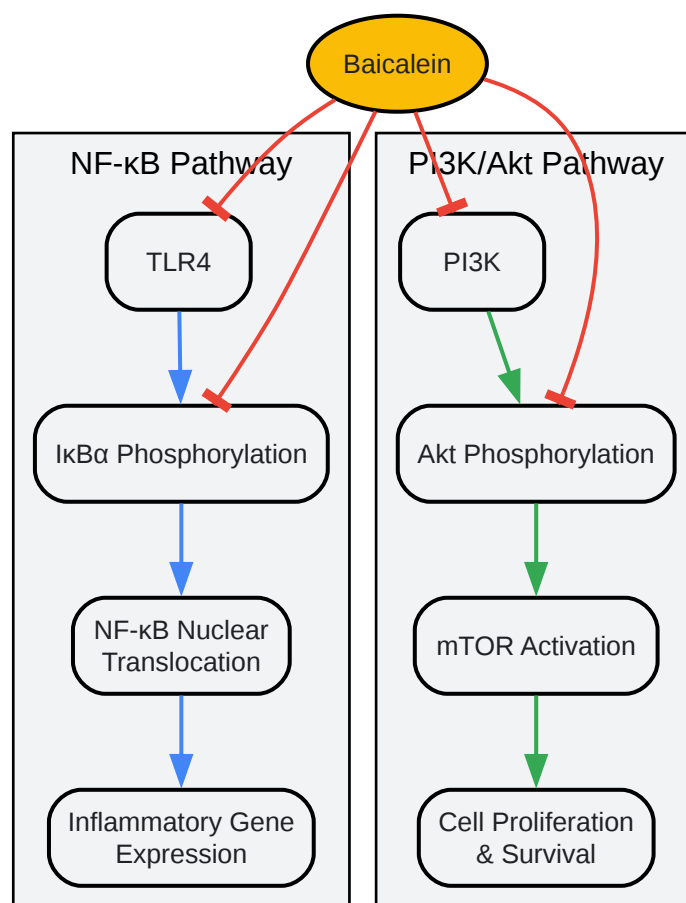 Baicalein
NF-κB Pathway
TLR4
IκBα Phosphorylation
NF-κB Nuclear
Translocation
Inflammatory Gene
Expression
PI3K/Akt Pathway
PI3K
Akt Phosphorylation
mTOR Activation
Cell Proliferation
& Survival